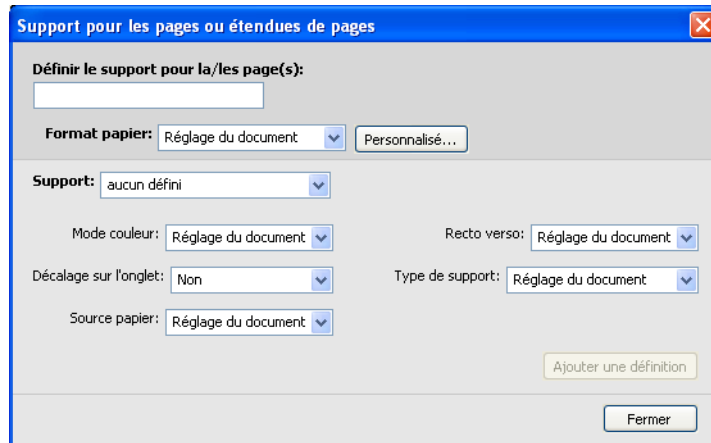 Support pour les pages ou étendues de pages
Définir le support pour la/les page(s):
Format papier: Réglage du document Personnalisé...
Support: aucun défini
Mode couleur: Réglage du document Recto verso: Réglage du document
Décalage sur l'onglet: Non Type de support: Réglage du document
Source papier: Réglage du document
Ajouter une définition
Fermer